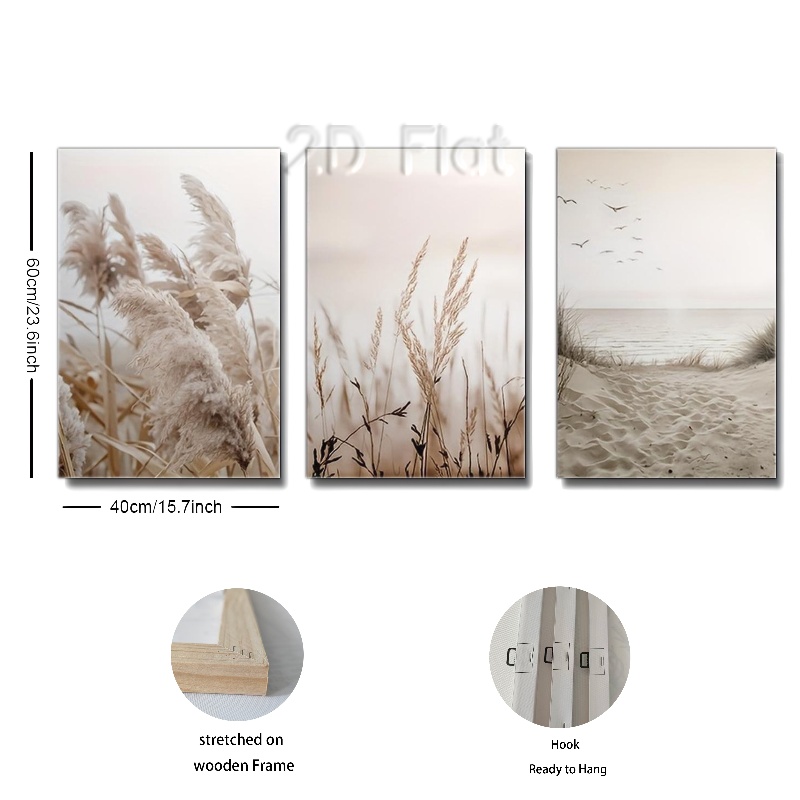 2D Flat
60cm/23.6inch
40cm/15.7inch
stretched on
wooden Frame
Hook
Ready to Hang